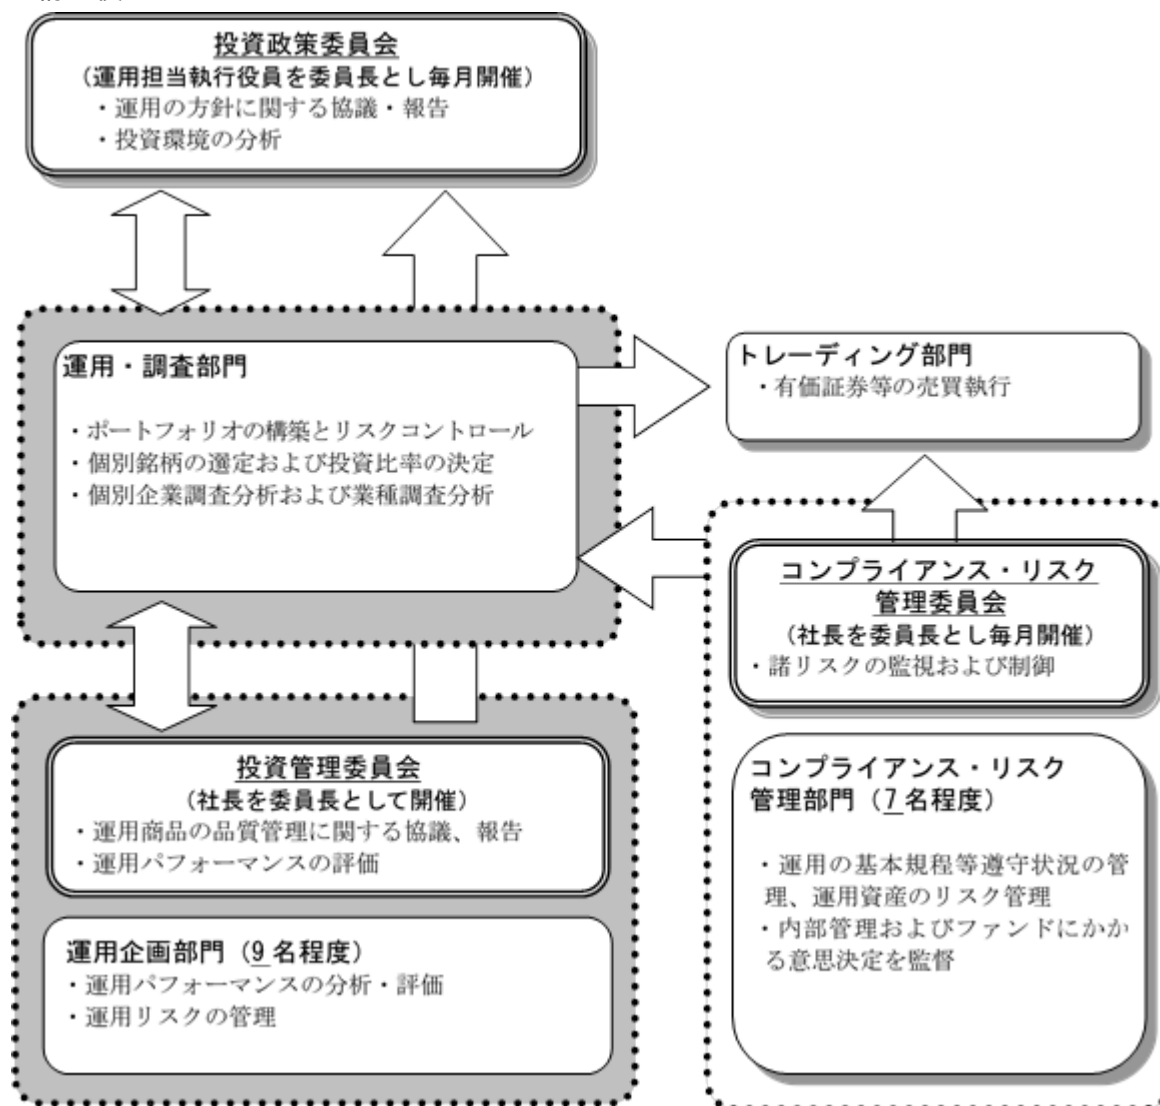 投資政策委員会
（運用担当執行役員を委員長とし毎月開催）
・運用の方針に関する協議・報告
・投資環境の分析
運用・調査部門
・ポートフォリオの構築とリスクコントロール
・個別銘柄の選定および投資比率の決定
・個別企業調査分析および業種調査分析
トレーディング部門
・有価証券等の売買執行
コンプライアンス・リスク
管理委員会
（社長を委員長とし毎月開催）
・諸リスクの監視および制御
投資管理委員会
（社長を委員長として開催）
・運用商品の品質管理に関する協議、報告
・運用パフォーマンスの評価
運用企画部門（9 名程度）
・運用パフォーマンスの分析・評価
・運用リスクの管理
コンプライアンス・リスク
管理部門（7 名程度）
・運用の基本規程等遵守状況の管
理、運用資産のリスク管理
・内部管理およびファンドにかか
る意思決定を監督